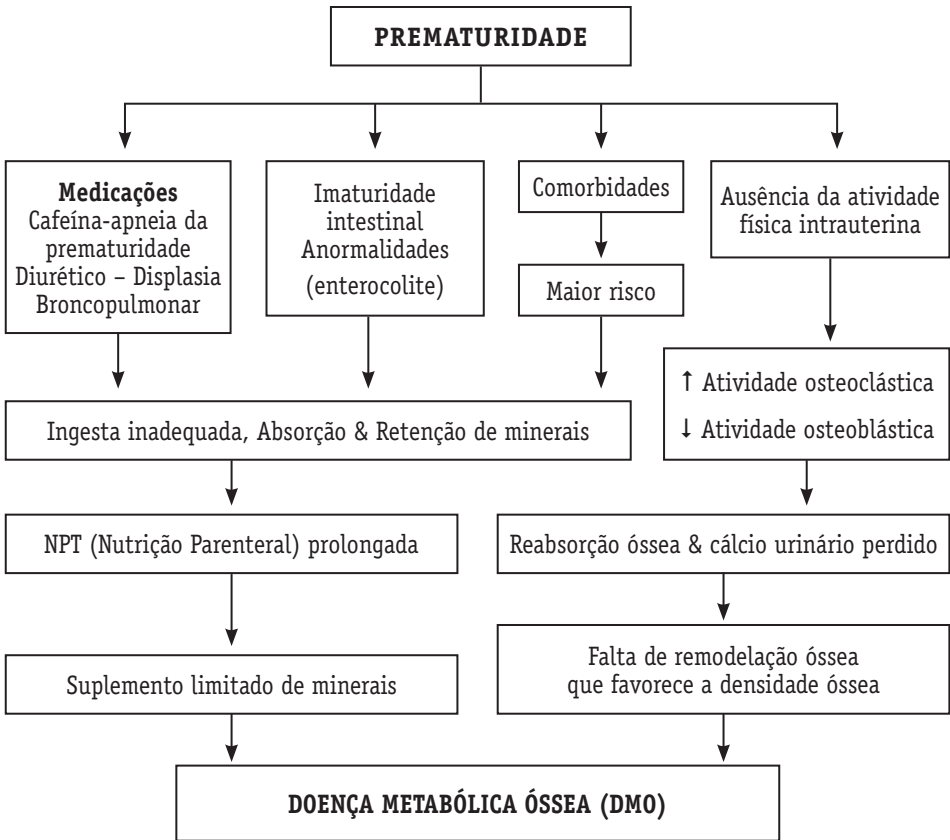 PREMATURIDADE
Medicações
Cafeína-apneia da
prematuridade
Diurético – Displasia
Broncopulmonar
Imaturidade
intestinal
Anormalidades
(enterocolite)
Comorbidades
Maior risco
Ausência da atividade
física intrauterina
↑ Atividade osteoclástica
↓ Atividade osteoblástica
Ingesta inadequada, Absorção & Retenção de minerais
NPT (Nutrição Parenteral) prolongada
Reabsorção óssea & cálcio urinário perdido
Suplemento limitado de minerais
Falta de remodelação óssea
que favorece a densidade óssea
DOENÇA METABÓLICA ÓSSEA (DMO)